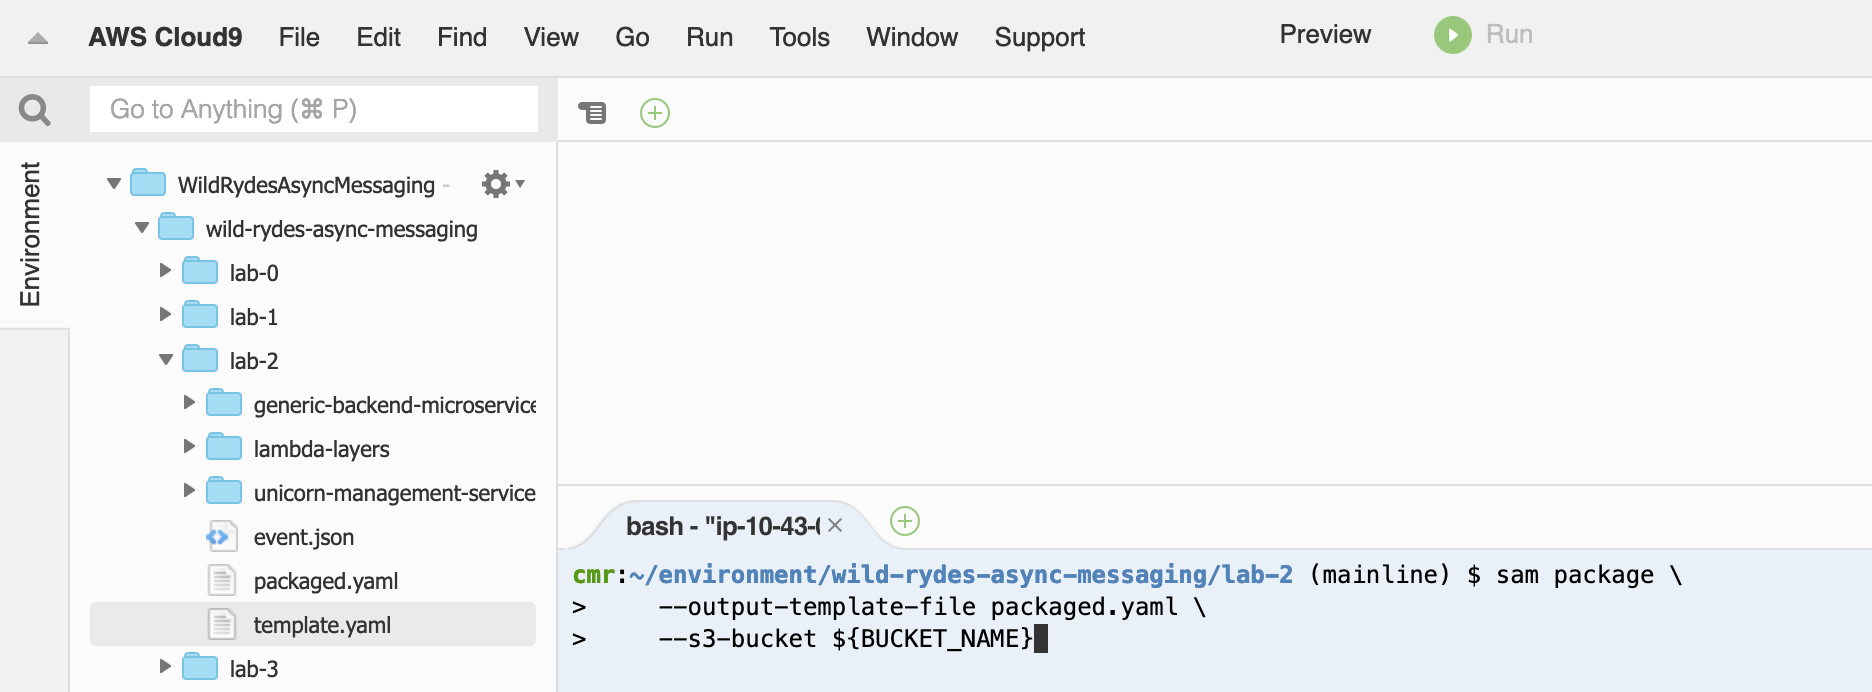 AWS Cloud9 File Edit Find View Go Run Tools Window Support Preview Run
Go to Anything (⌘ P)
Environment
WildRydesAsyncMessaging -
wild-rydes-async-messaging
lab-0
lab-1
lab-2
generic-backend-microservice
lambda-layers
unicorn-management-service
event.json
packaged.yaml
template.yaml
lab-3
bash - "ip-10-43-
cmr:~/environment/wild-rydes-async-messaging/lab-2 (mainline) $ sam package \
> --output-template-file packaged.yaml \
> --s3-bucket ${BUCKET_NAME}